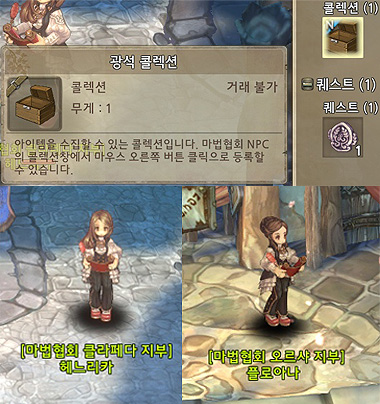 콜렉션 (1)
광석 콜렉션
콜렉션 거래 불가
무게 : 1
퀘스트 (1)
퀘스트 (1)
1
아이템을 수집할 수 있는 콜렉션입니다. 마법협회 NPC
의 콜렉션창에서 마우스 오른쪽 버튼 클릭으로 등록할
수 있습니다.
[마법협회 클라페다 지부]
헤느리카
[마법협회 오르샤 지부]
플로아나